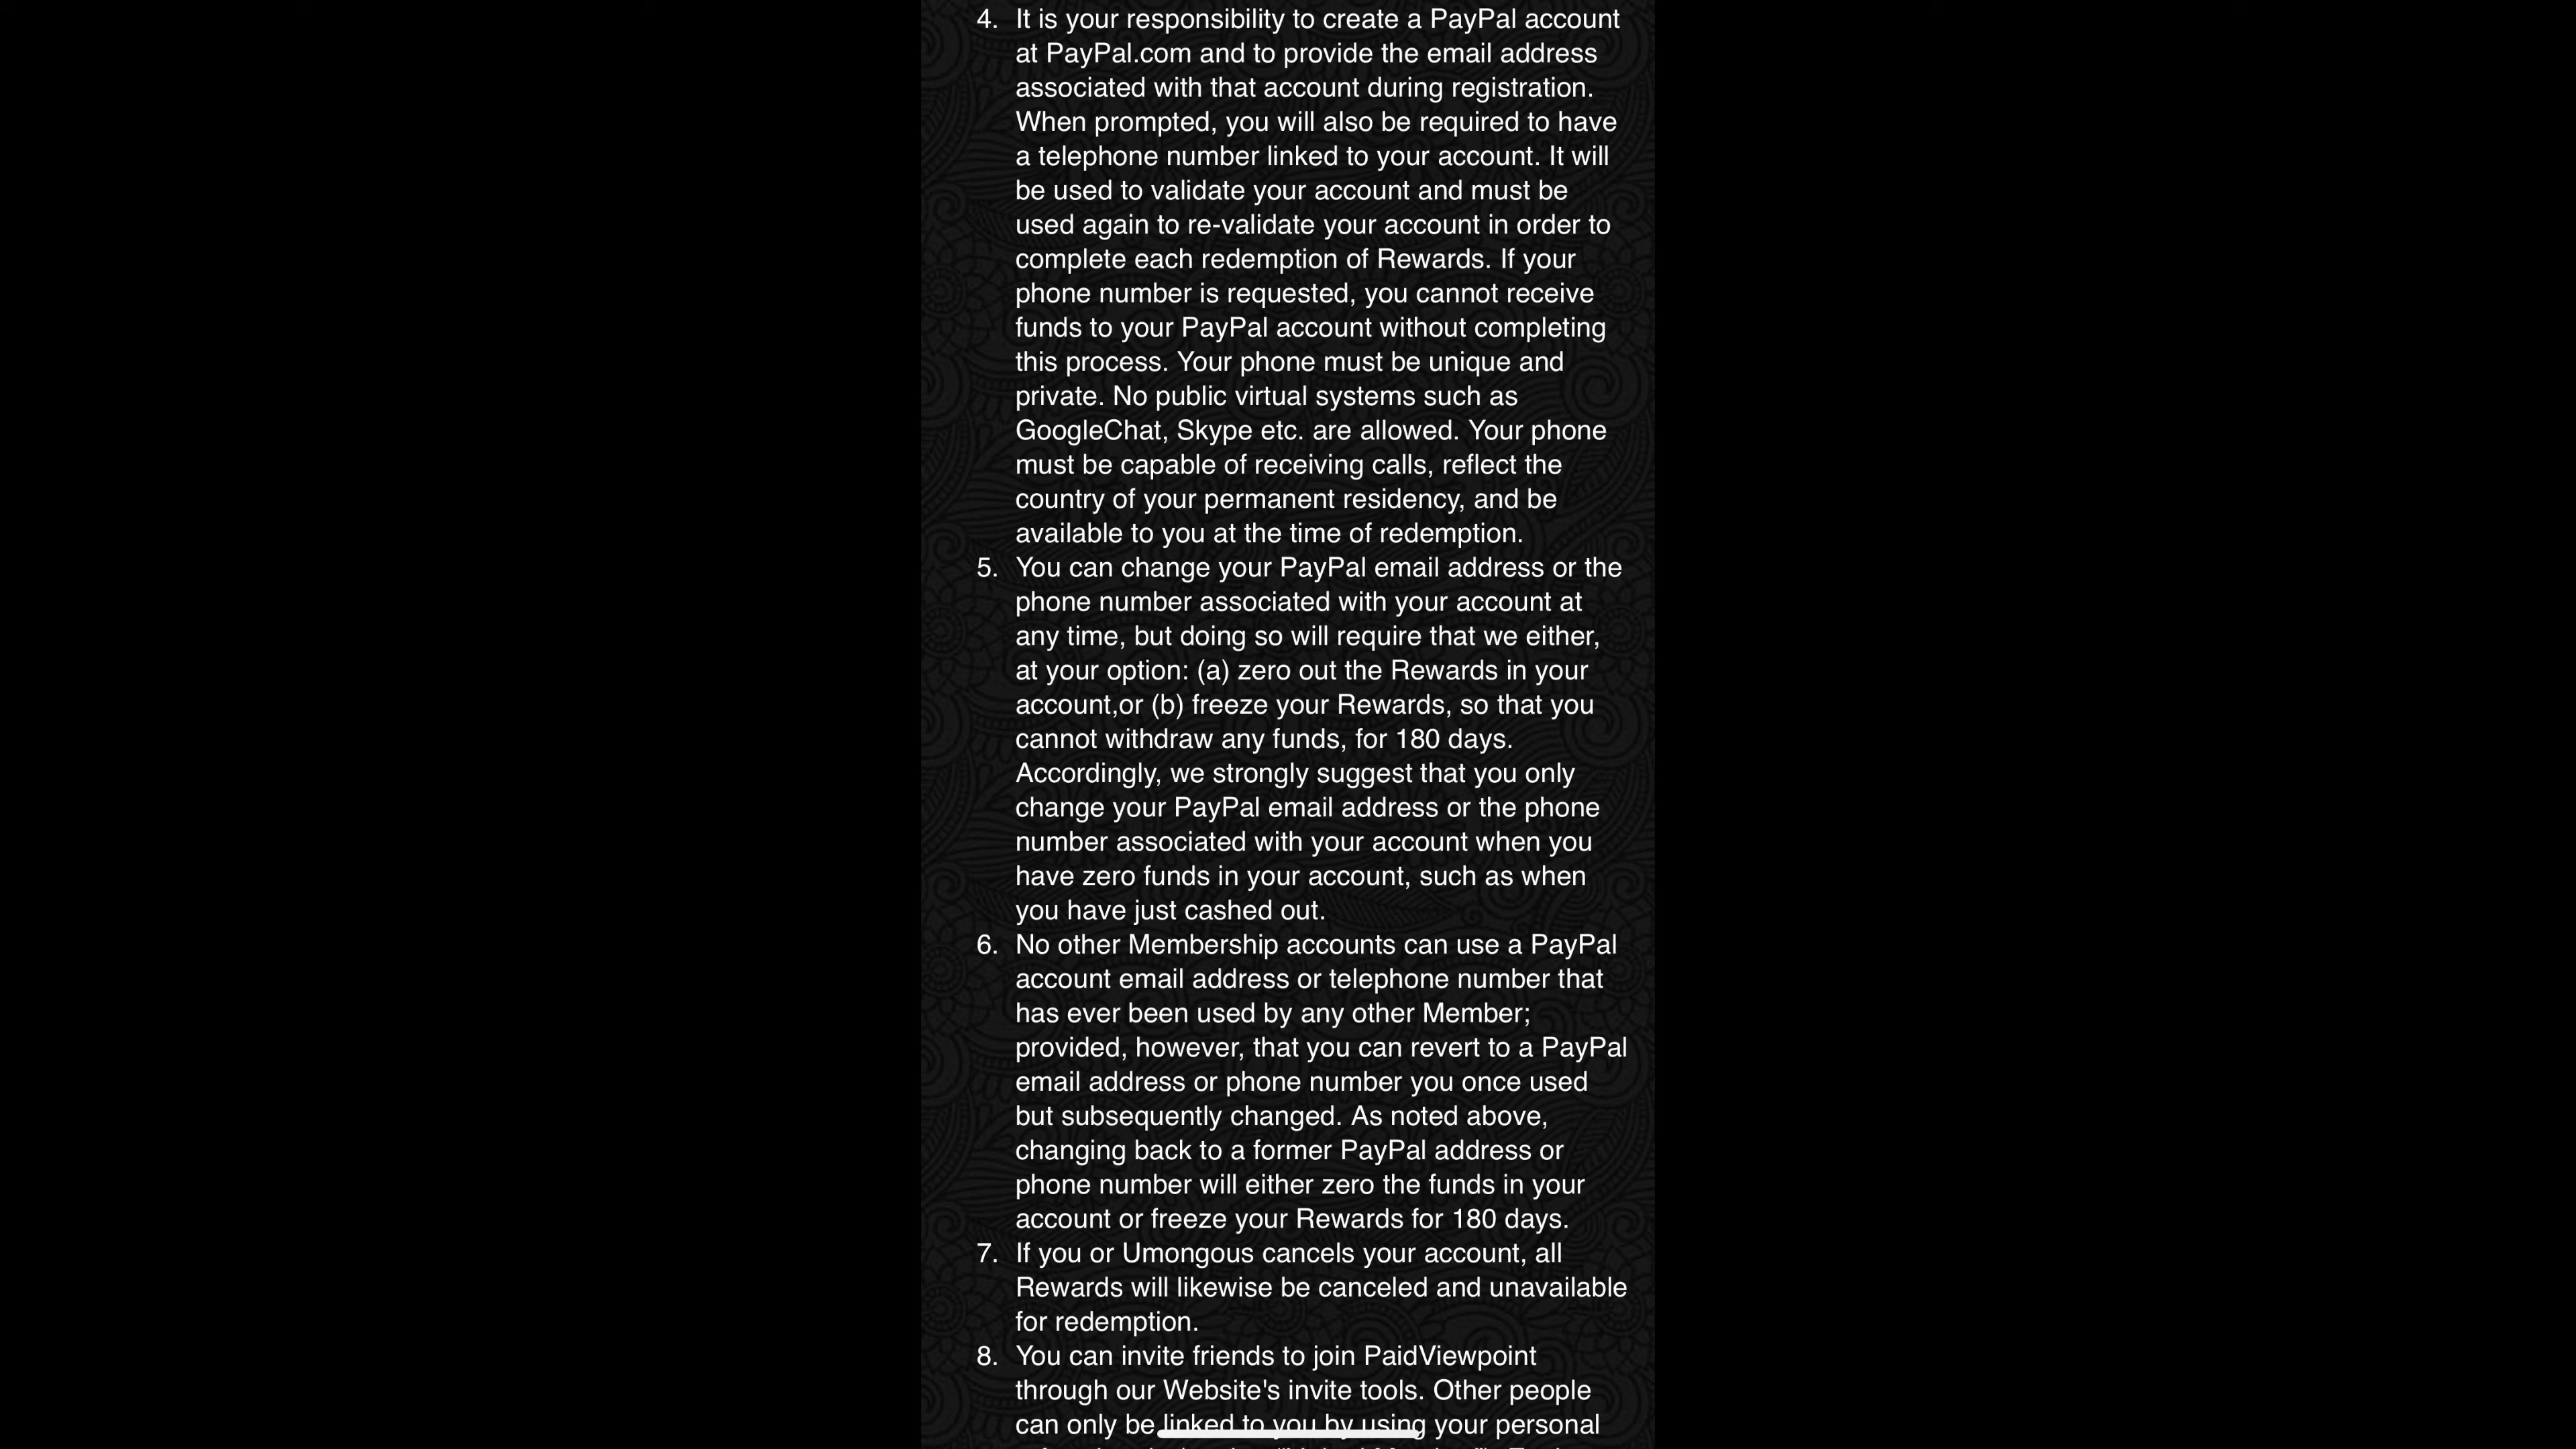 4. It is your responsibility to create a PayPal account
at PayPal.com and to provide the email address
associated with that account during registration.
When prompted, you will also be required to have
a telephone number linked to your account. It will
be used to validate your account and must be
used again to re-validate your account in order to
complete each redemption of Rewards. If your
phone number is requested, you cannot receive
funds to your PayPal account without completing
this process. Your phone must be unique and
private. No public virtual systems such as
GoogleChat, Skype etc. are allowed. Your phone
must be capable of receiving calls, reflect the
country of your permanent residency, and be
available to you at the time of redemption.
5. You can change your PayPal email address or the
phone number associated with your account at
any time, but doing so will require that we either,
at your option: (a) zero out the Rewards in your
account,or (b) freeze your Rewards, so that you
cannot withdraw any funds, for 180 days.
Accordingly, we strongly suggest that you only
change your PayPal email address or the phone
number associated with your account when you
have zero funds in your account, such as when
you have just cashed out.
6. No other Membership accounts can use a PayPal
account email address or telephone number that
has ever been used by any other Member;
provided, however, that you can revert to a PayPal
email address or phone number you once used
but subsequently changed. As noted above,
changing back to a former PayPal address or
phone number will either zero the funds in your
account or freeze your Rewards for 180 days.
7. If you or Umongous cancels your account, all
Rewards will likewise be canceled and unavailable
for redemption.
8. You can invite friends to join PaidViewpoint
through our Website's invite tools. Other people
can only be linked to you by using your personal